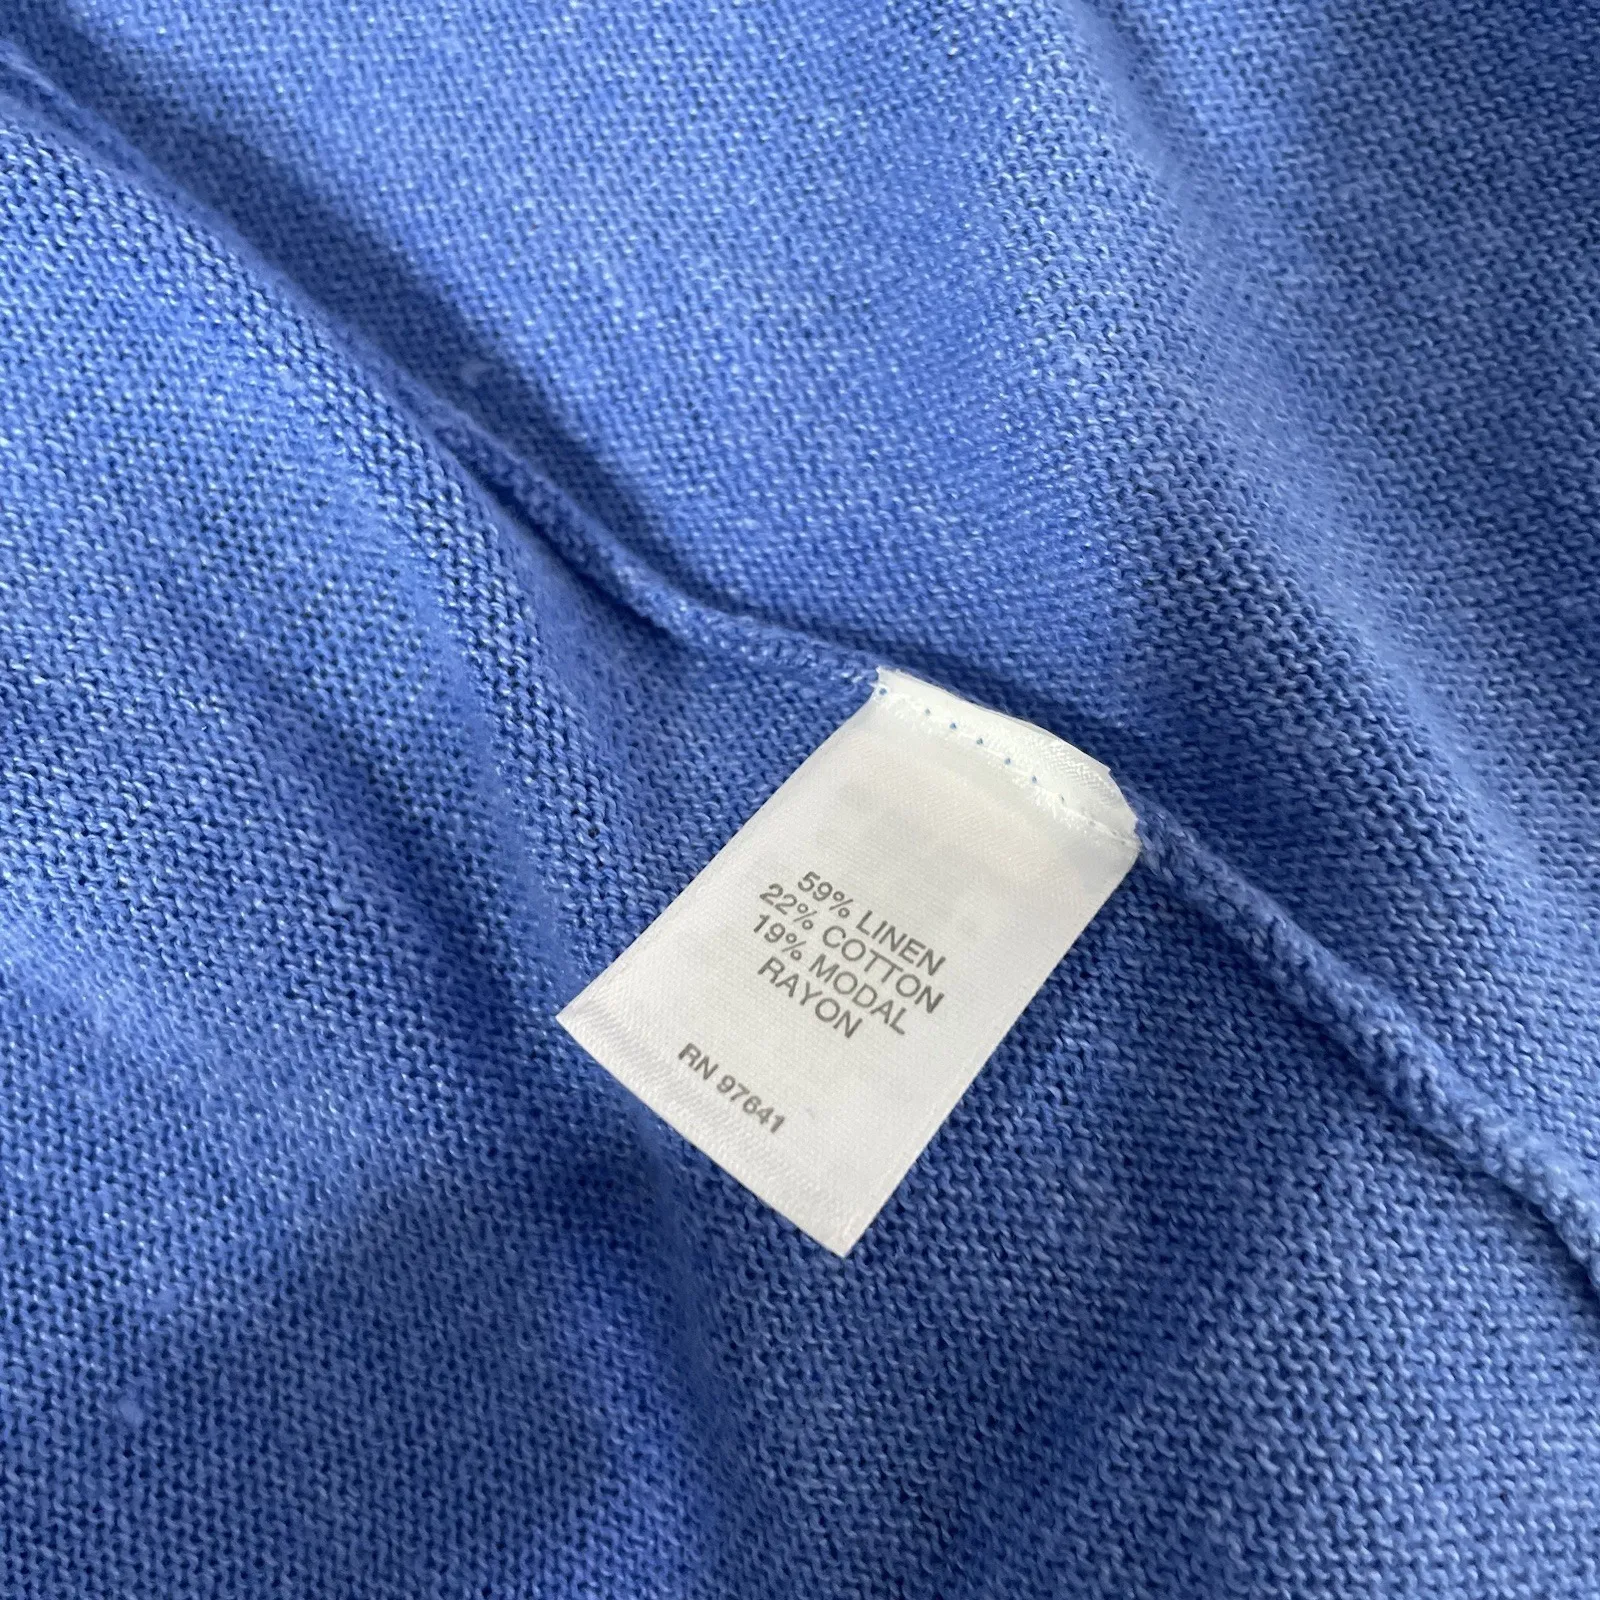 59% LINEN
22% COTTON
19% MODAL
RAYON
RN 97641